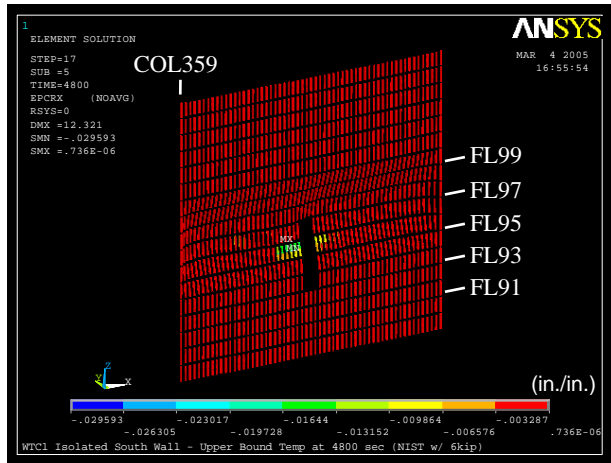 1
ANSYS
ELEMENT SOLUTION
MAR 4 2005
16:55:54
STEP=17
SUB =5
TIME=4800
EPCRX (NOAVG)
RSYS=0
DMX =12.321
SMN =-.029593
SMX =.736E-06
COL359
FL99
FL97
FL95
FL93
FL91
MX
MN
Z
Y
X
(in./in.)
-.029593 -.023017 -.01644 -.009864 -.003287
-.026305 -.019728 -.013152 -.006576 .736E-06
WTC1 Isolated South Wall - Upper Bound Temp at 4800 sec (NIST w/ 6kip)